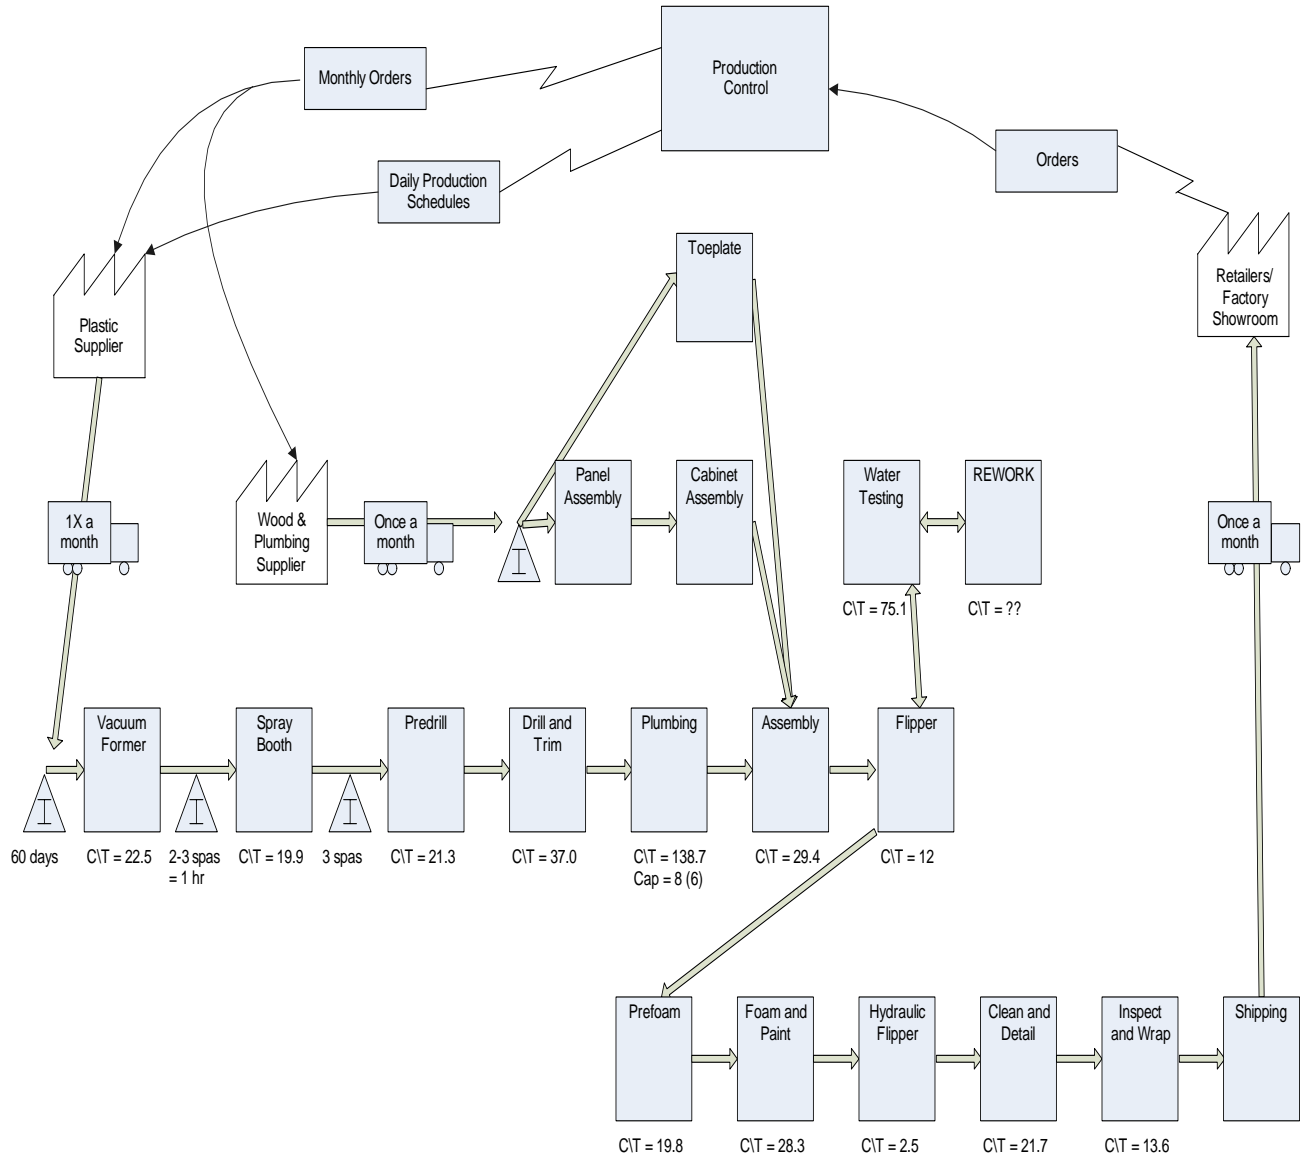 Production
Control
Monthly Orders
Orders
Daily Production
Schedules
Toeplate
Retailers/
Factory
Showroom
Plastic
Supplier
Panel
Assembly
Cabinet
Assembly
Water
Testing
REWORK
1X a
month
Wood &
Plumbing
Supplier
Once a
month
I
Once a
month
C\T = 75.1
C\T = ??
Vacuum
Former
Spray
Booth
Predrill
Drill and
Trim
Plumbing
Assembly
Flipper
I
I
I
60 days
C\T = 22.5
2-3 spas
= 1 hr
C\T = 19.9
3 spas
C\T = 21.3
C\T = 37.0
C\T = 138.7
Cap = 8 (6)
C\T = 29.4
C\T = 12
Prefoam
Foam and
Paint
Hydraulic
Flipper
Clean and
Detail
Inspect
and Wrap
Shipping
C\T = 19.8
C\T = 28.3
C\T = 2.5
C\T = 21.7
C\T = 13.6